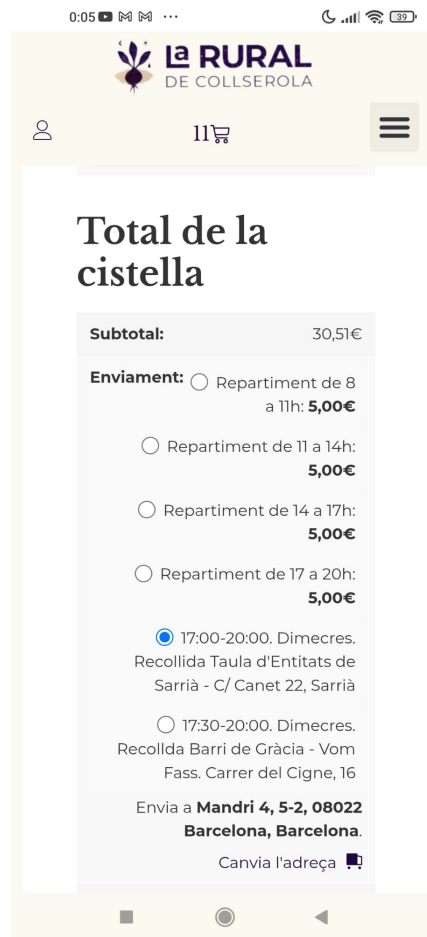 0:05
39
La RURAL
DE COLLSEROLA
11
Total de la
cistella
Subtotal: 30,51€
Enviament: Repartiment de 8
a 11h: 5,00€
Repartiment de 11 a 14h:
5,00€
Repartiment de 14 a 17h:
5,00€
Repartiment de 17 a 20h:
5,00€
17:00-20:00. Dimecres.
Recollida Taula d'Entitats de
Sarrià - C/ Canet 22, Sarrià
17:30-20:00. Dimecres.
Recollda Barri de Gràcia - Vom
Fass. Carrer del Cigne, 16
Envia a Mandri 4, 5-2, 08022
Barcelona, Barcelona.
Canvia l'adreça